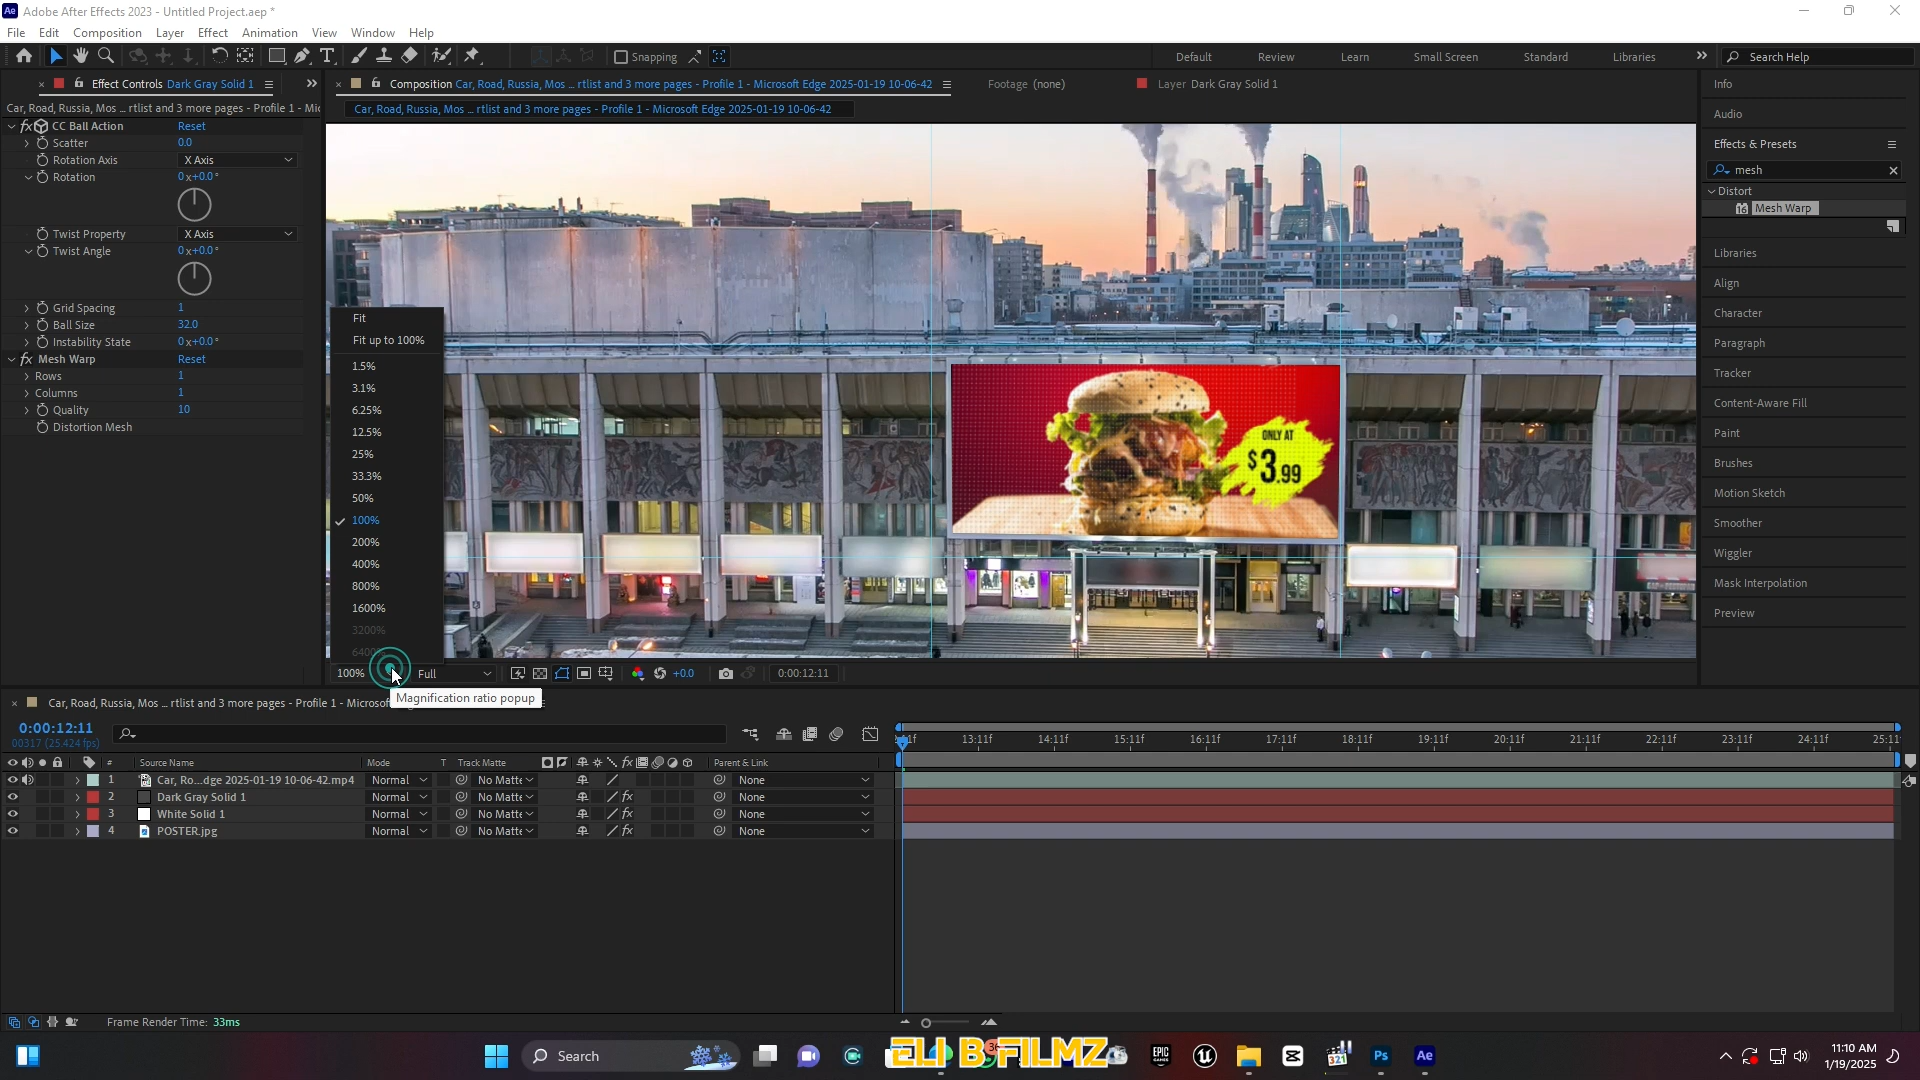 Adobe After Effects 2023 - Untitled Project.aep *
File Edit Composition Layer Effect Animation View Window Help
Snapping
Default Review Learn Small Screen Standard Libraries
Search Help
Effect Controls Dark Gray Solid 1
Composition Car, Road, Russia, Mos ... rtlist and 3 more pages - Profile 1 - Microsoft Edge 2025-01-19 10-06-42
Footage (none)
Layer Dark Gray Solid 1
Car, Road, Russia, Mos ... rtlist and 3 more pages - Profile 1 - Mic
Car, Road, Russia, Mos ... rtlist and 3 more pages - Profile 1 - Microsoft Edge 2025-01-19 10-06-42
fx CC Ball Action Reset
Scatter 0.0
Rotation Axis X Axis
Rotation 0x+0.0°
Twist Property X Axis
Twist Angle 0x+0.0°
Grid Spacing 1
Ball Size 32.0
Instability State 0x+0.0°
fx Mesh Warp Reset
Rows 1
Columns 1
Quality 10
Distortion Mesh
Fit
Fit up to 100%
1.5%
3.1%
6.25%
12.5%
25%
33.3%
50%
100%
200%
400%
800%
1600%
3200%
6400%
ONLY AT
$3.99
100% Full +0.0 0:00:12:11
Magnification ratio popup
Info
Audio
Effects & Presets
mesh
Distort
16 Mesh Warp
Libraries
Align
Character
Paragraph
Tracker
Content-Aware Fill
Paint
Brushes
Motion Sketch
Smoother
Wiggler
Mask Interpolation
Preview
Car, Road, Russia, Mos ... rtlist and 3 more pages - Profile 1 - Microsof
0:00:12:11
00317 (25.424 fps)
13:11f 14:11f 15:11f 16:11f 17:11f 18:11f 19:11f 20:11f 21:11f 22:11f 23:11f 24:11f 25:11
# Source Name Mode T Track Matte fx Parent & Link
1 Car, Ro...dge 2025-01-19 10-06-42.mp4 Normal No Matte None
2 Dark Gray Solid 1 Normal No Matte fx None
3 White Solid 1 Normal No Matte fx None
4 POSTER.jpg Normal No Matte fx None
Frame Render Time: 33ms
Search
ELI B FILMZ
EPIC GAMES
321
Ps
Ae
11:10 AM
1/19/2025